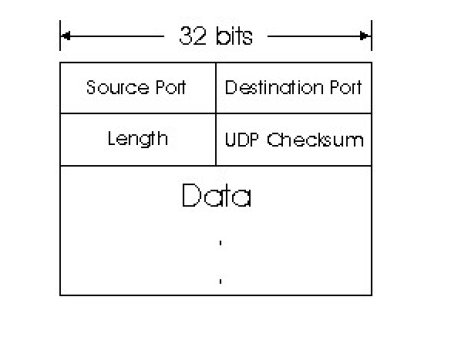 32 bits
Source Port Destination Port
Length UDP Checksum
Data